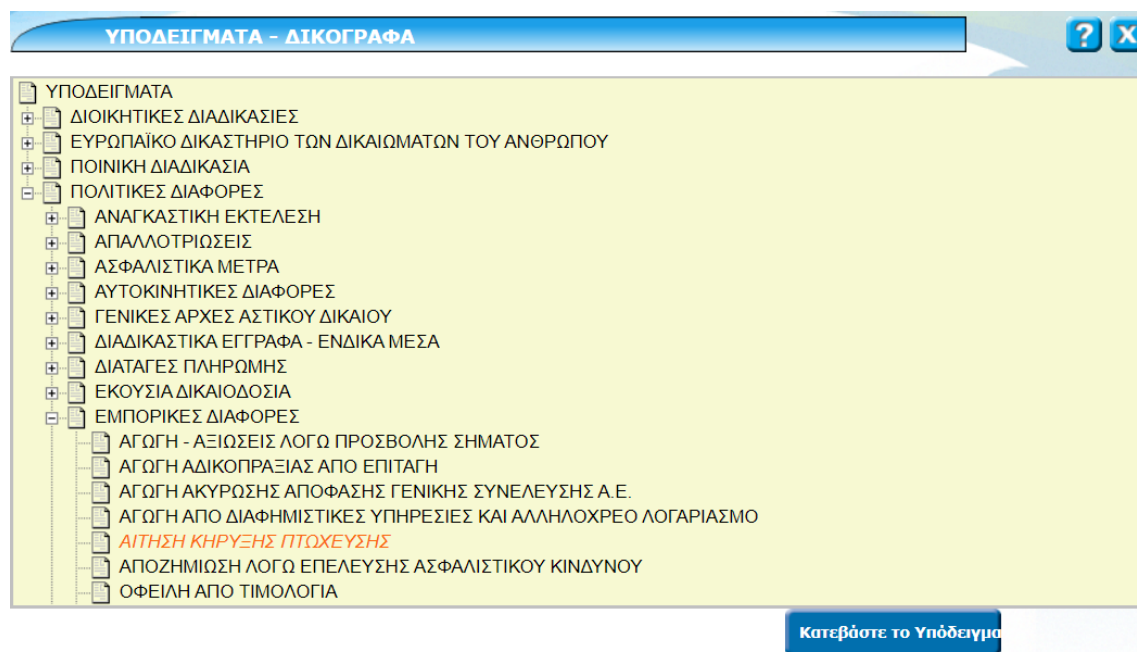 ΥΠΟΔΕΙΓΜΑΤΑ - ΔΙΚΟΓΡΑΦΑ
? X
ΥΠΟΔΕΙΓΜΑΤΑ
ΔΙΟΙΚΗΤΙΚΕΣ ΔΙΑΔΙΚΑΣΙΕΣ
ΕΥΡΩΠΑΪΚΟ ΔΙΚΑΣΤΗΡΙΟ ΤΩΝ ΔΙΚΑΙΩΜΑΤΩΝ ΤΟΥ ΑΝΘΡΩΠΟΥ
ΠΟΙΝΙΚΗ ΔΙΑΔΙΚΑΣΙΑ
ΠΟΛΙΤΙΚΕΣ ΔΙΑΦΟΡΕΣ
ΑΝΑΓΚΑΣΤΙΚΗ ΕΚΤΕΛΕΣΗ
ΑΠΑΛΛΟΤΡΙΩΣΕΙΣ
ΑΣΦΑΛΙΣΤΙΚΑ ΜΕΤΡΑ
ΑΥΤΟΚΙΝΗΤΙΚΕΣ ΔΙΑΦΟΡΕΣ
ΓΕΝΙΚΕΣ ΑΡΧΕΣ ΑΣΤΙΚΟΥ ΔΙΚΑΙΟΥ
ΔΙΑΔΙΚΑΣΤΙΚΑ ΕΓΓΡΑΦΑ - ΕΝΔΙΚΑ ΜΕΣΑ
ΔΙΑΤΑΓΕΣ ΠΛΗΡΩΜΗΣ
ΕΚΟΥΣΙΑ ΔΙΚΑΙΟΔΟΣΙΑ
ΕΜΠΟΡΙΚΕΣ ΔΙΑΦΟΡΕΣ
ΑΓΩΓΗ - ΑΞΙΩΣΕΙΣ ΛΟΓΩ ΠΡΟΣΒΟΛΗΣ ΣΗΜΑΤΟΣ
ΑΓΩΓΗ ΑΔΙΚΟΠΡΑΞΙΑΣ ΑΠΟ ΕΠΙΤΑΓΗ
ΑΓΩΓΗ ΑΚΥΡΩΣΗΣ ΑΠΟΦΑΣΗΣ ΓΕΝΙΚΗΣ ΣΥΝΕΛΕΥΣΗΣ Α.Ε.
ΑΓΩΓΗ ΑΠΟ ΔΙΑΦΗΜΙΣΤΙΚΕΣ ΥΠΗΡΕΣΙΕΣ ΚΑΙ ΑΛΛΗΛΟΧΡΕΟ ΛΟΓΑΡΙΑΣΜΟ
ΑΙΤΗΣΗ ΚΗΡΥΞΗΣ ΠΤΩΧΕΥΣΗΣ
ΑΠΟΖΗΜΙΩΣΗ ΛΟΓΩ ΕΠΕΛΕΥΣΗΣ ΑΣΦΑΛΙΣΤΙΚΟΥ ΚΙΝΔΥΝΟΥ
ΟΦΕΙΛΗ ΑΠΟ ΤΙΜΟΛΟΓΙΑ
Κατεβάστε το Υπόδειγμα